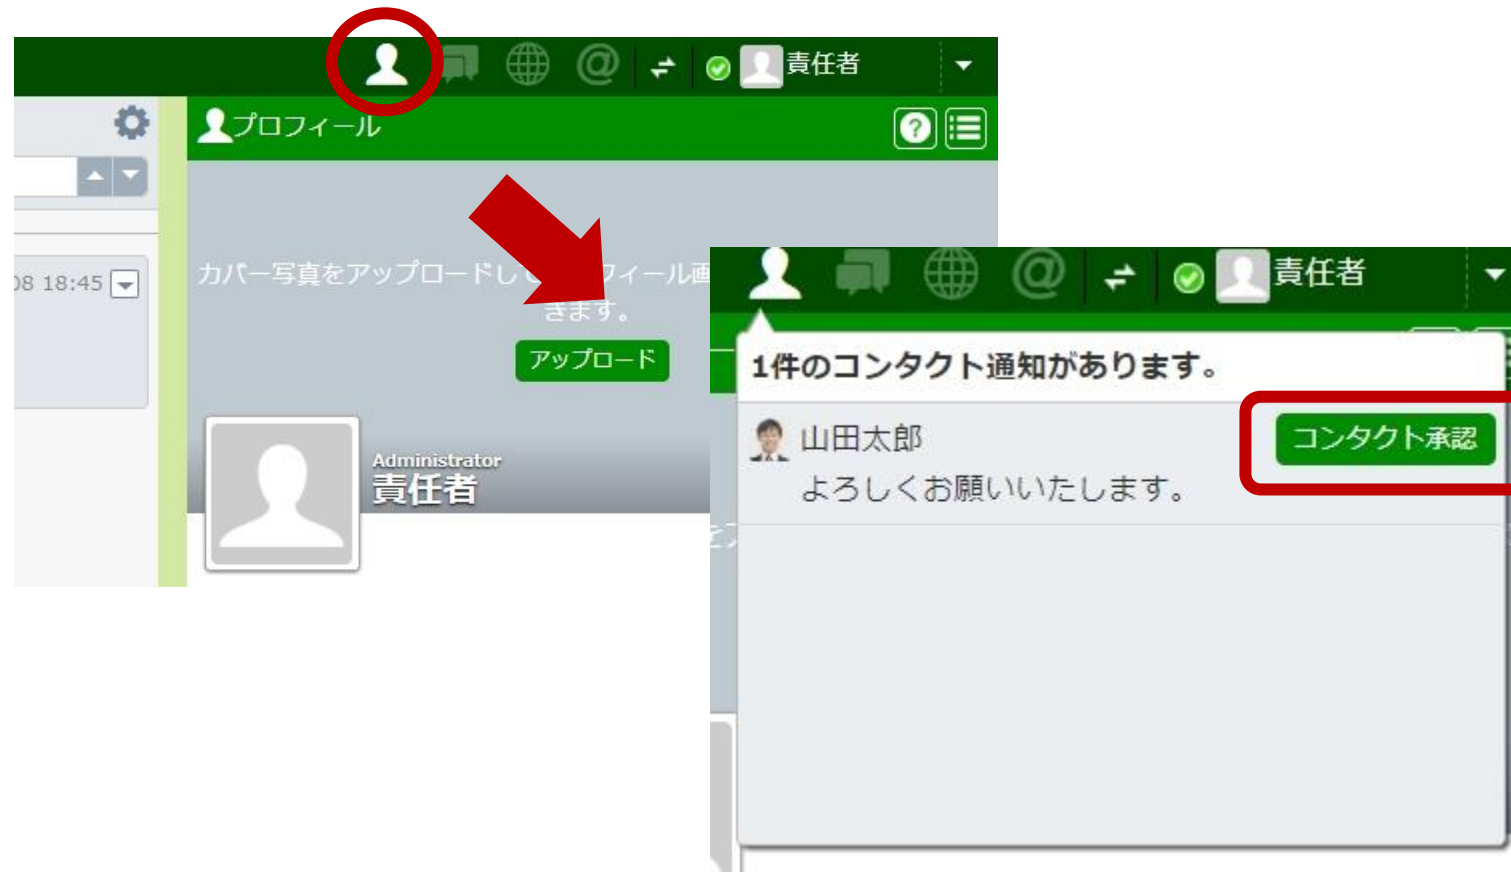 責任者
プロフィール
08 18:45
カバー写真をアップロードして
フィール画
きます。
アップロード
Administrator
責任者
責任者
1件のコンタクト通知があります。
山田太郎
コンタクト承認
よろしくお願いいたします。